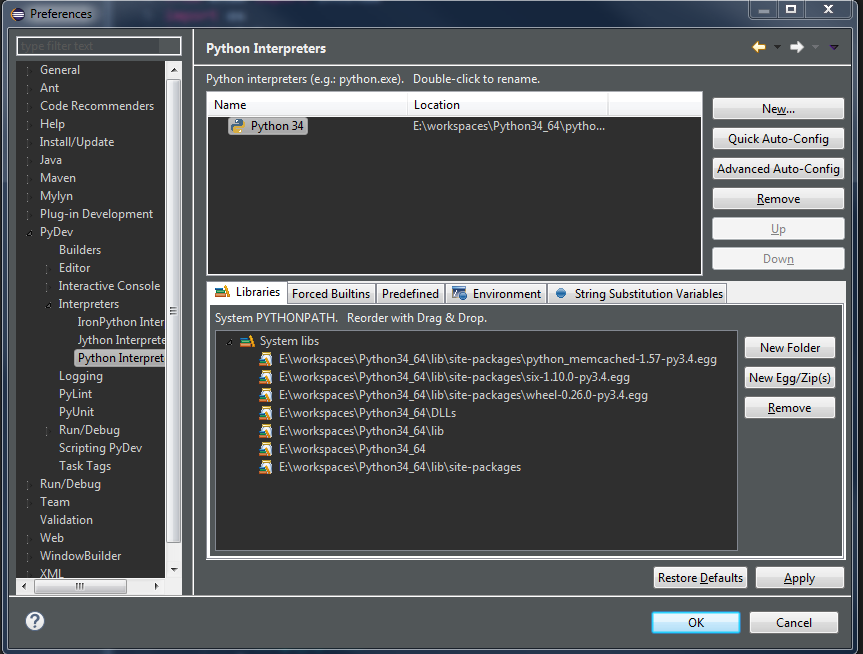 Preferences
type filter text
General
Ant
Code Recommenders
Help
Install/Update
Java
Maven
Mylyn
Plug-in Development
PyDev
Builders
Editor
Interactive Console
Interpreters
IronPython Inter
Jython Interprete
Python Interpret
Logging
PyLint
PyUnit
Run/Debug
Scripting PyDev
Task Tags
Run/Debug
Team
Validation
Web
WindowBuilder
XML
Python Interpreters
Python interpreters (e.g.: python.exe). Double-click to rename.
Name Location
Python 34 E:\workspaces\Python34_64\pytho...
New...
Quick Auto-Config
Advanced Auto-Config
Remove
Up
Down
Libraries Forced Builtins Predefined Environment String Substitution Variables
System PYTHONPATH. Reorder with Drag & Drop.
System libs
E:\workspaces\Python34_64\lib\site-packages\python_memcached-1.57-py3.4.egg
E:\workspaces\Python34_64\lib\site-packages\six-1.10.0-py3.4.egg
E:\workspaces\Python34_64\lib\site-packages\wheel-0.26.0-py3.4.egg
E:\workspaces\Python34_64\DLLs
E:\workspaces\Python34_64\lib
E:\workspaces\Python34_64
E:\workspaces\Python34_64\lib\site-packages
New Folder
New Egg/Zip(s)
Remove
Restore Defaults Apply
OK Cancel